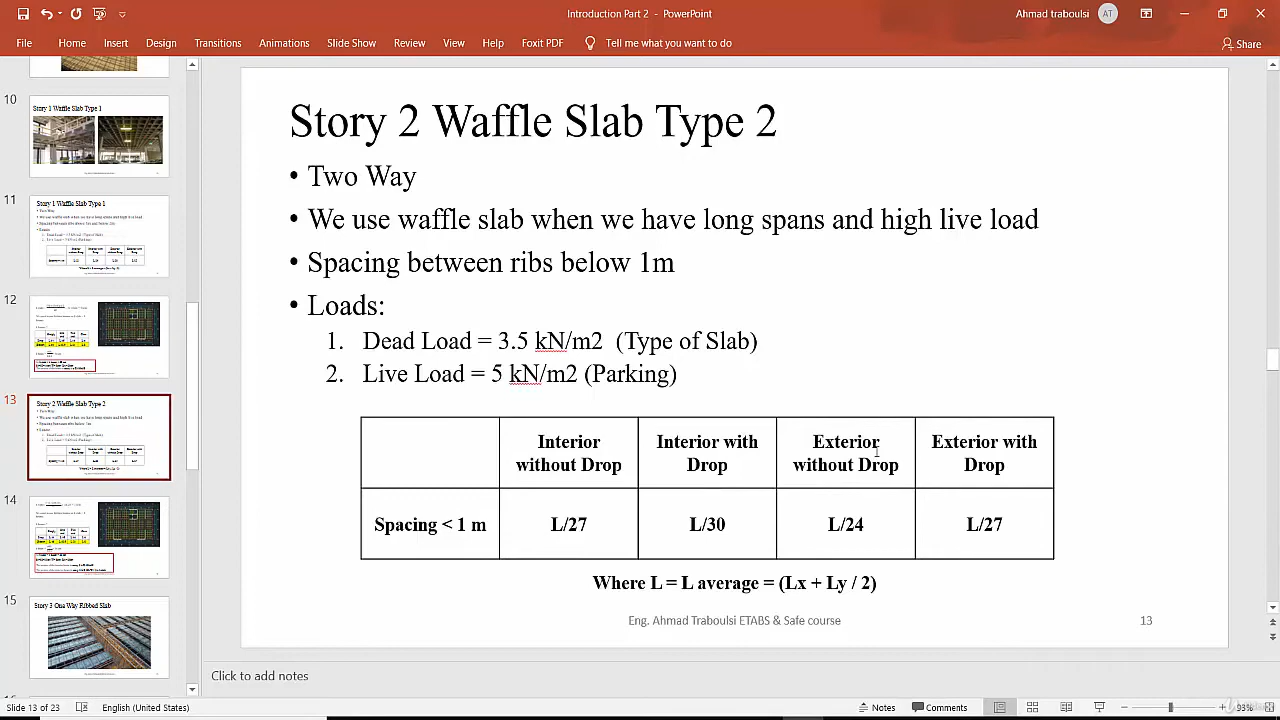 Introduction Part 2 - PowerPoint
Ahmad traboulsi
AT
File Home Insert Design Transitions Animations Slide Show Review View Help Foxit PDF Tell me what you want to do
Share
10
Story 1 Waffle Slab Type 1
11
Story 1 Waffle Slab Type 1
12
13
Story 2 Waffle Slab Type 2
14
15
Story 3 One Way Ribbed Slab
Story 2 Waffle Slab Type 2
• Two Way
• We use waffle slab when we have long spans and high live load
• Spacing between ribs below 1m
• Loads:
1. Dead Load = 3.5 kN/m2 (Type of Slab)
2. Live Load = 5 kN/m2 (Parking)
Interior without Drop
Interior with Drop
Exterior without Drop
Exterior with Drop
Spacing < 1 m L/27 L/30 L/24 L/27
Where L = L average = (Lx + Ly / 2)
Eng. Ahmad Traboulsi ETABS & Safe course
13
Click to add notes
Slide 13 of 23
English (United States)
Notes
Comments
93%